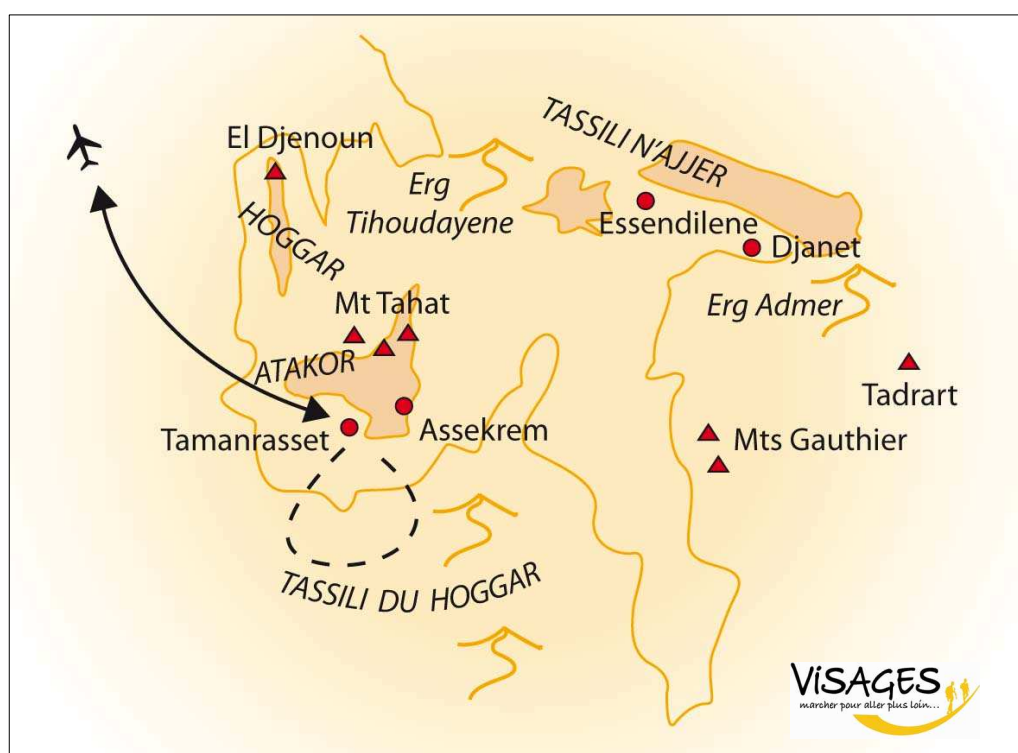 TASSILI N'AJJER
El Djenoun
Erg
Tihoudayene
Essendilene
Djanet
HOGGAR
Mt Tahat
Erg Admer
ATAKOR
Tadrart
Tamanrasset
Assekrem
Mts Gauthier
TASSILI DU HOGGAR
ViSAGES
marcher pour aller plus loin...